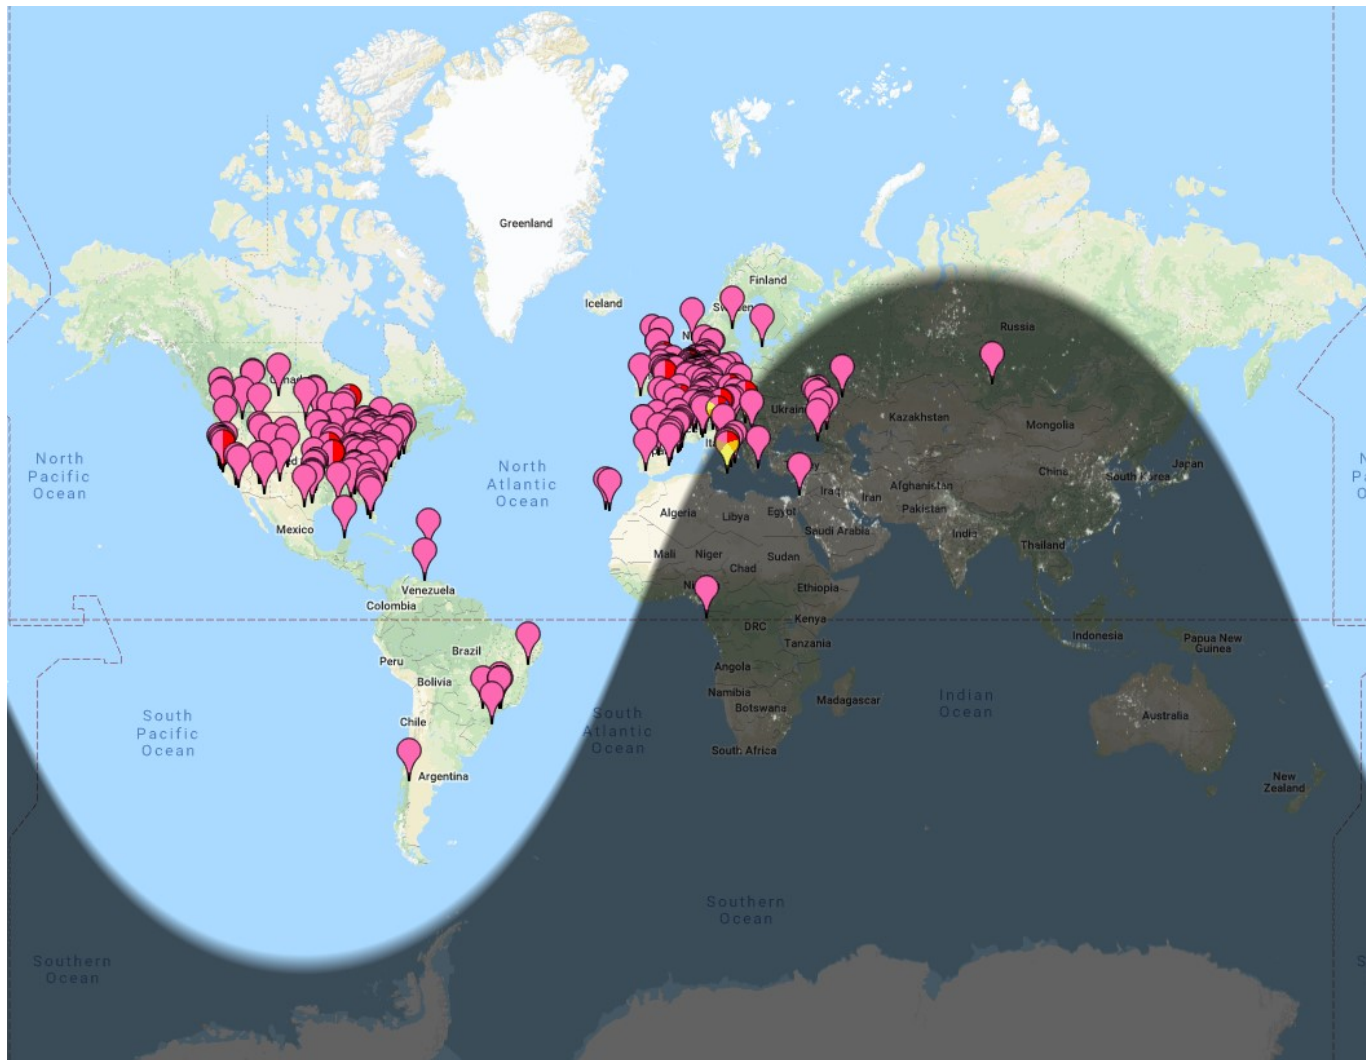 Greenland
Iceland
Finland
Russia
Kazakhstan
Mongolia
North
Pacific
Ocean
North
Atlantic
Ocean
China
South Korea
Japan
Afghanistan
Iraq
Iran
Pakistan
Algeria
Libya
Egypt
Saudi Arabia
India
Thailand
Mexico
Mali
Niger
Chad
Sudan
Ethiopia
Venezuela
Colombia
DRC
Kenya
Tanzania
Indonesia
Papua New
Guinea
Peru
Brazil
Bolivia
Angola
Namibia
Botswana
Madagascar
Indian
Ocean
South
Pacific
Ocean
Chile
South
Atlantic
Ocean
South Africa
Australia
Argentina
New
Zealand
Southern
Ocean
Southern
Ocean